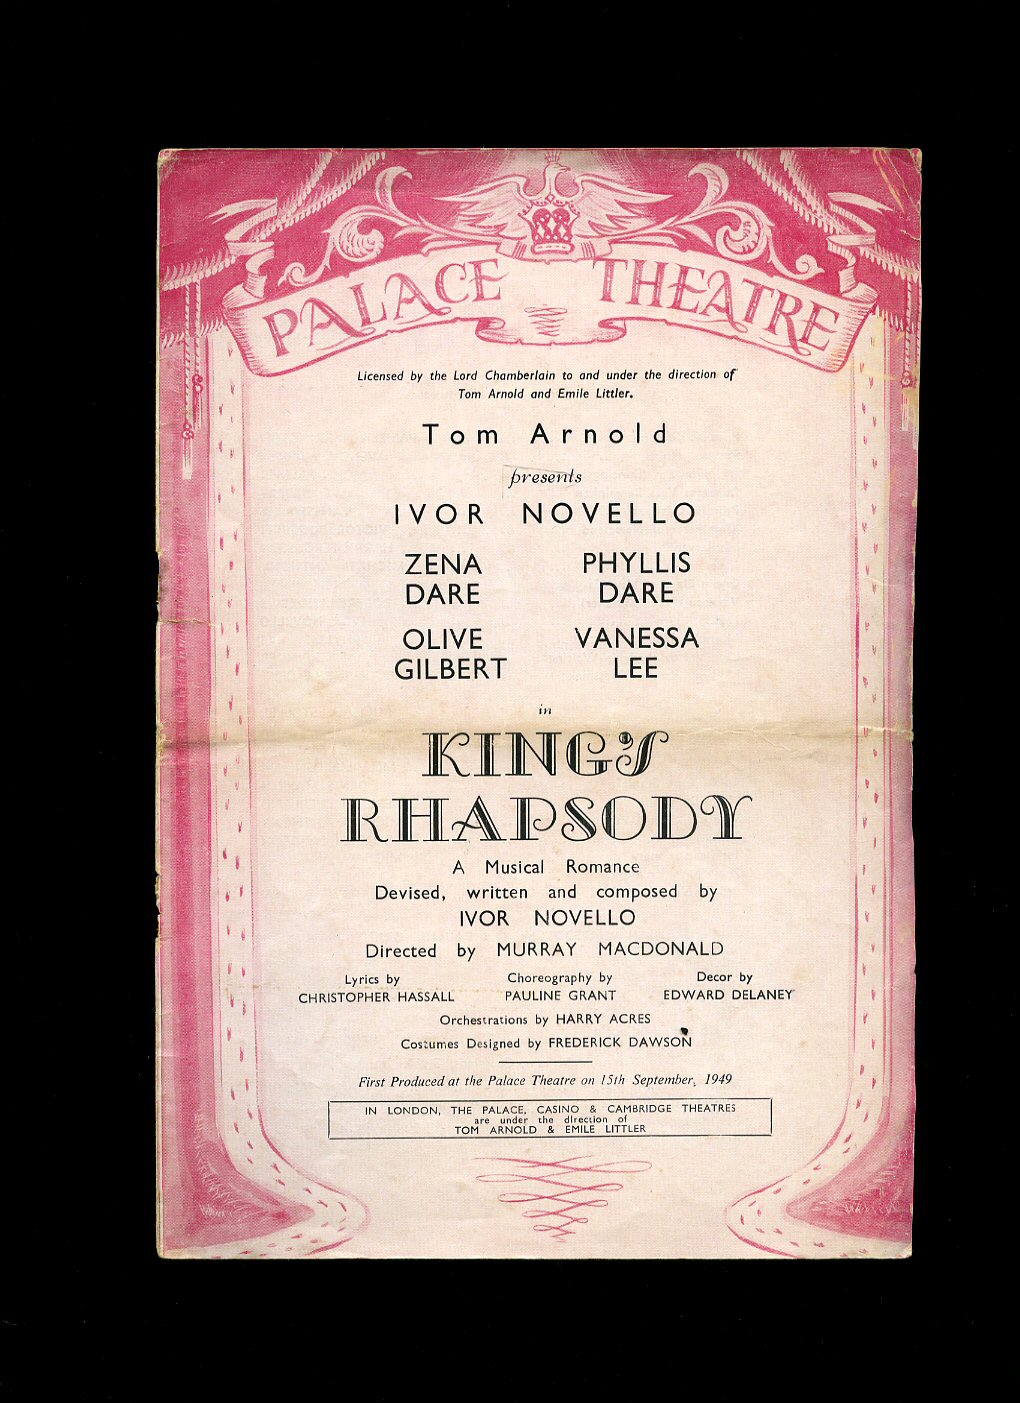 PALACE THEATRE
Licensed by the Lord Chamberlain to and under the direction of
Tom Arnold and Emile Littler.
Tom Arnold
presents
IVOR NOVELLO
ZENA DARE
PHYLLIS DARE
OLIVE GILBERT
VANESSA LEE
in
KING'S
RHAPSODY
A Musical Romance
Devised, written and composed by
IVOR NOVELLO
Directed by MURRAY MACDONALD
Lyrics by
CHRISTOPHER HASSALL
Choreography by
PAULINE GRANT
Decor by
EDWARD DELANEY
Orchestrations by HARRY ACRES
Costumes Designed by FREDERICK DAWSON
First Produced at the Palace Theatre on 15th September, 1949
IN LONDON, THE PALACE, CASINO & CAMBRIDGE THEATRES
are under the direction of
TOM ARNOLD & EMILE LITTLER